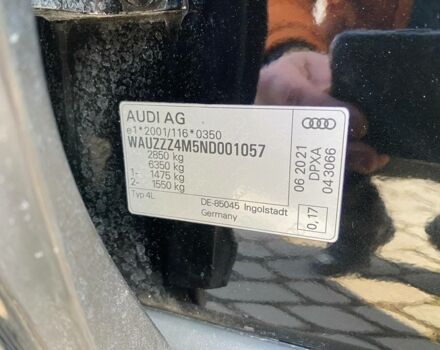 AUDI AG
e1*2001/116*0350
WAUZZZ4M5ND001057
2850 kg
6350 kg
1- 1475 kg
2- 1550 kg
Typ 4L
DE-85045 Ingolstadt
Germany
06 2021
DPXA
043066
0,17